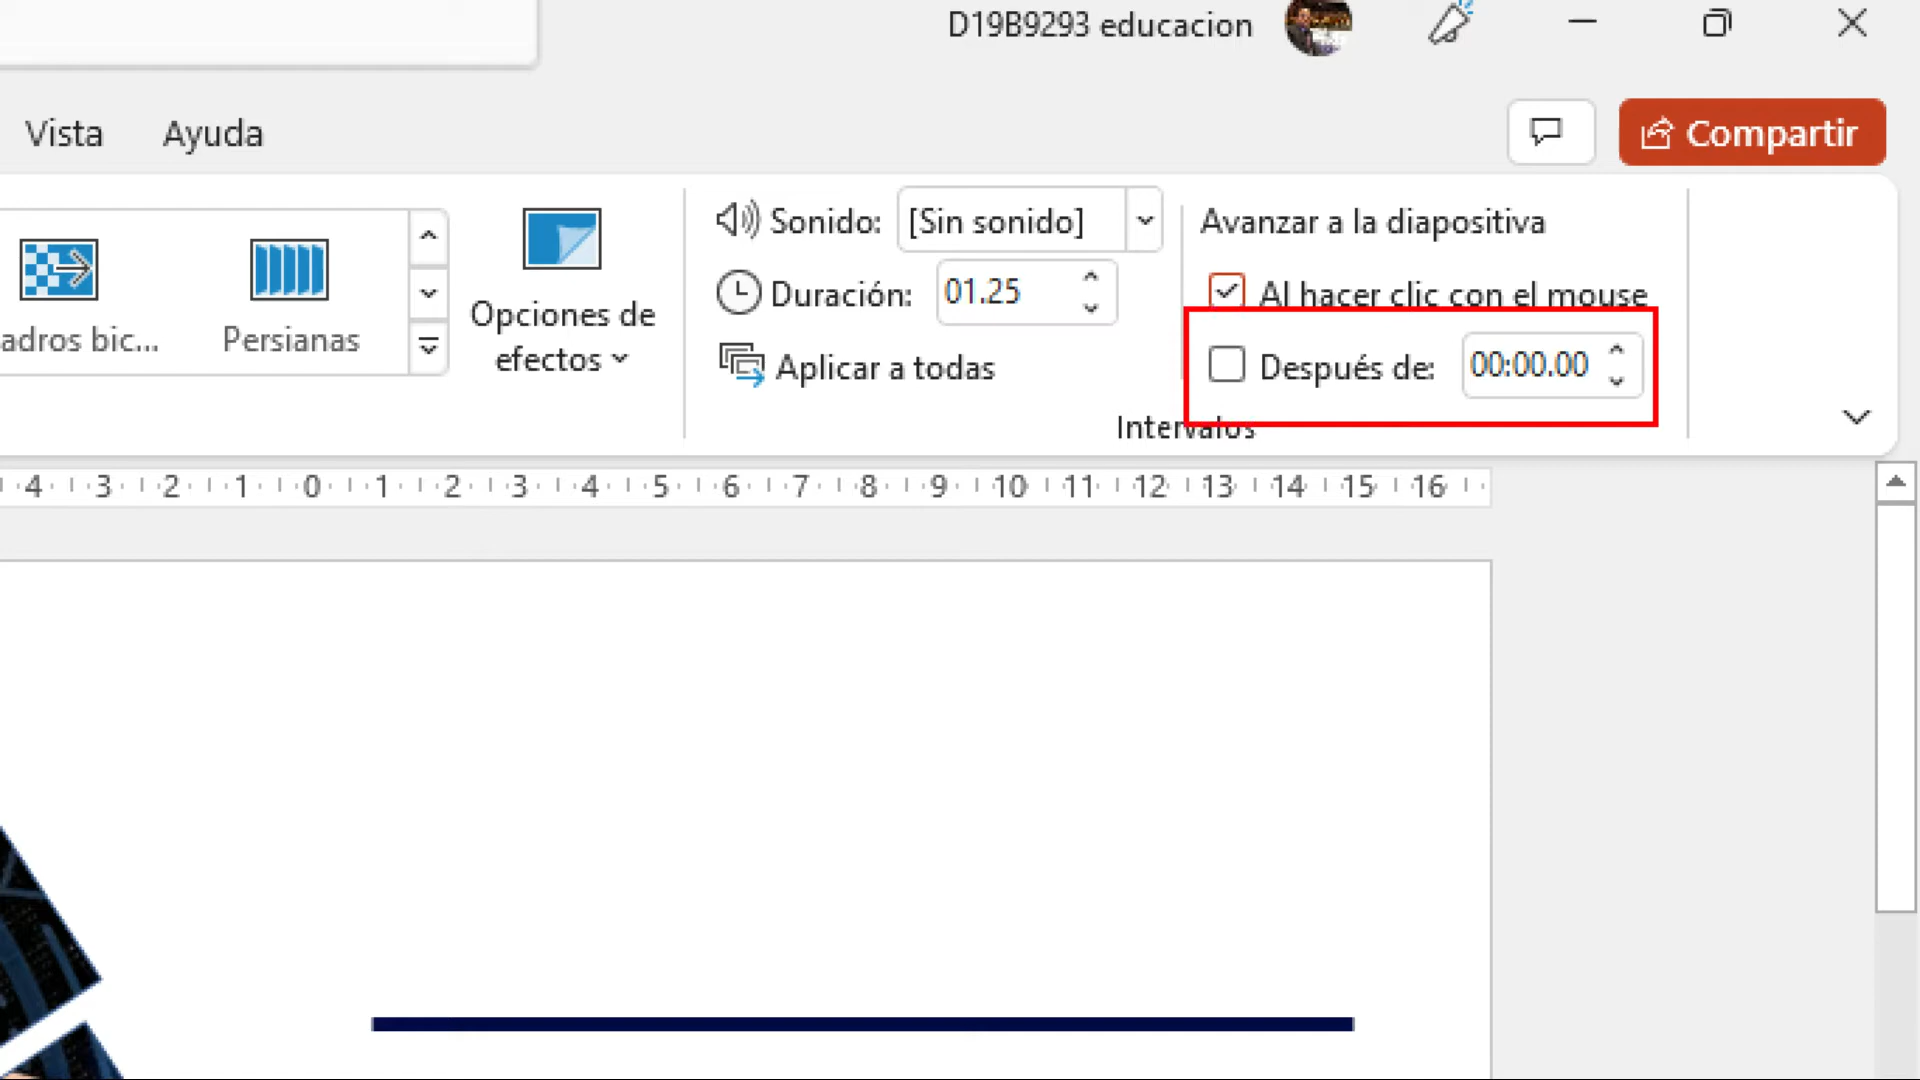 D19B9293 educacion
Vista Ayuda
Compartir
Sonido: [Sin sonido]
Avanzar a la diapositiva
Duración: 01.25
Al hacer clic con el mouse
adros bic...
Persianas
Opciones de
efectos
Aplicar a todas
Después de: 00:00.00
Intervalos
4 3 2 1 0 1 2 3 4 5 6 7 8 9 10 11 12 13 14 15 16